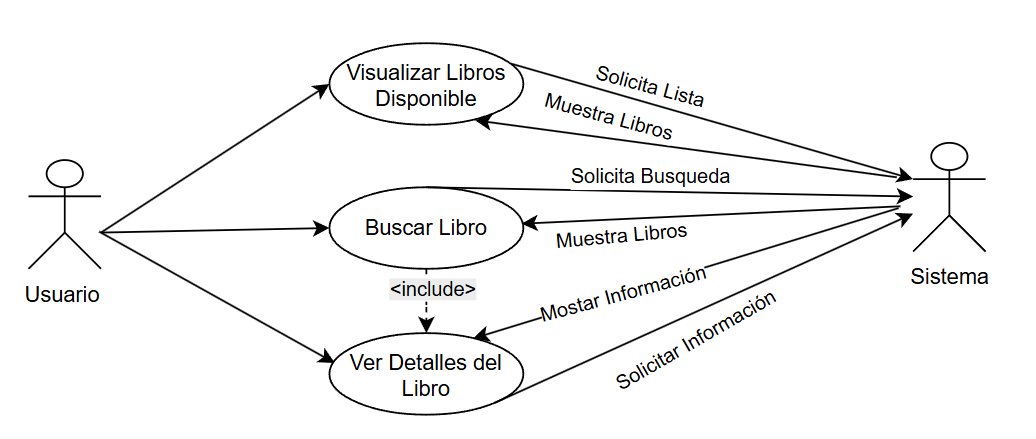 Visualizar Libros
Disponible
Solicita Lista
Muestra Libros
Solicita Busqueda
Buscar Libro
Muestra Libros
Usuario
Sistema
<include>
Mostar Información
Solicitar Información
Ver Detalles del
Libro